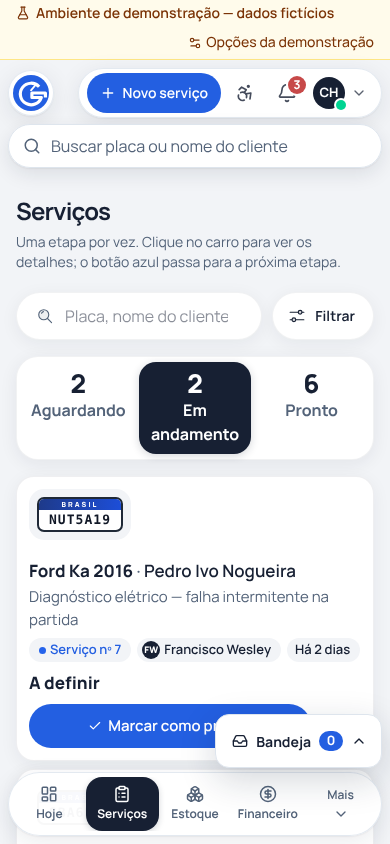 Ambiente de demonstração — dados fictícios
Opções da demonstração
Novo serviço
3
CH
Buscar placa ou nome do cliente
Serviços
Uma etapa por vez. Clique no carro para ver os
detalhes; o botão azul passa para a próxima etapa.
Placa, nome do cliente
Filtrar
2
Aguardando
2
Em
andamento
6
Pronto
BRASIL
NUT5A19
Ford Ka 2016 · Pedro Ivo Nogueira
Diagnóstico elétrico — falha intermitente na
partida
Serviço nº 7
FW Francisco Wesley
Há 2 dias
A definir
Marcar como
Bandeja 0
Hoje
Serviços
Estoque
Financeiro
Mais